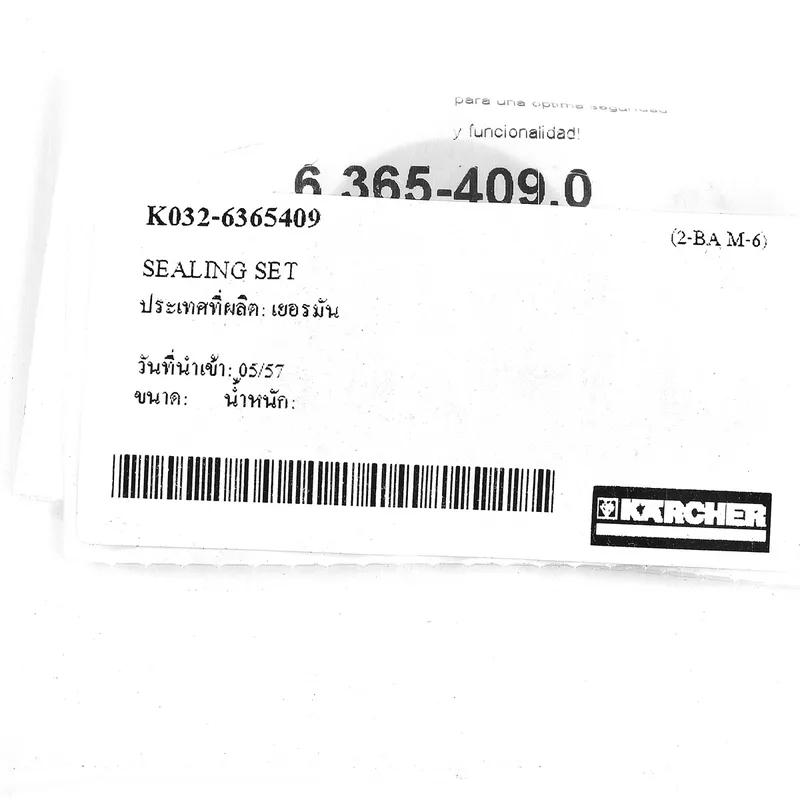 para una óptima seguridad
y funcionalidad!
6.365-409.0
K032-6365409
(2-BA M-6)
SEALING SET
ประเทศที่ผลิต: เยอรมัน
วันที่นำเข้า: 05/57
ขนาด: น้ำหนัก:
KÄRCHER